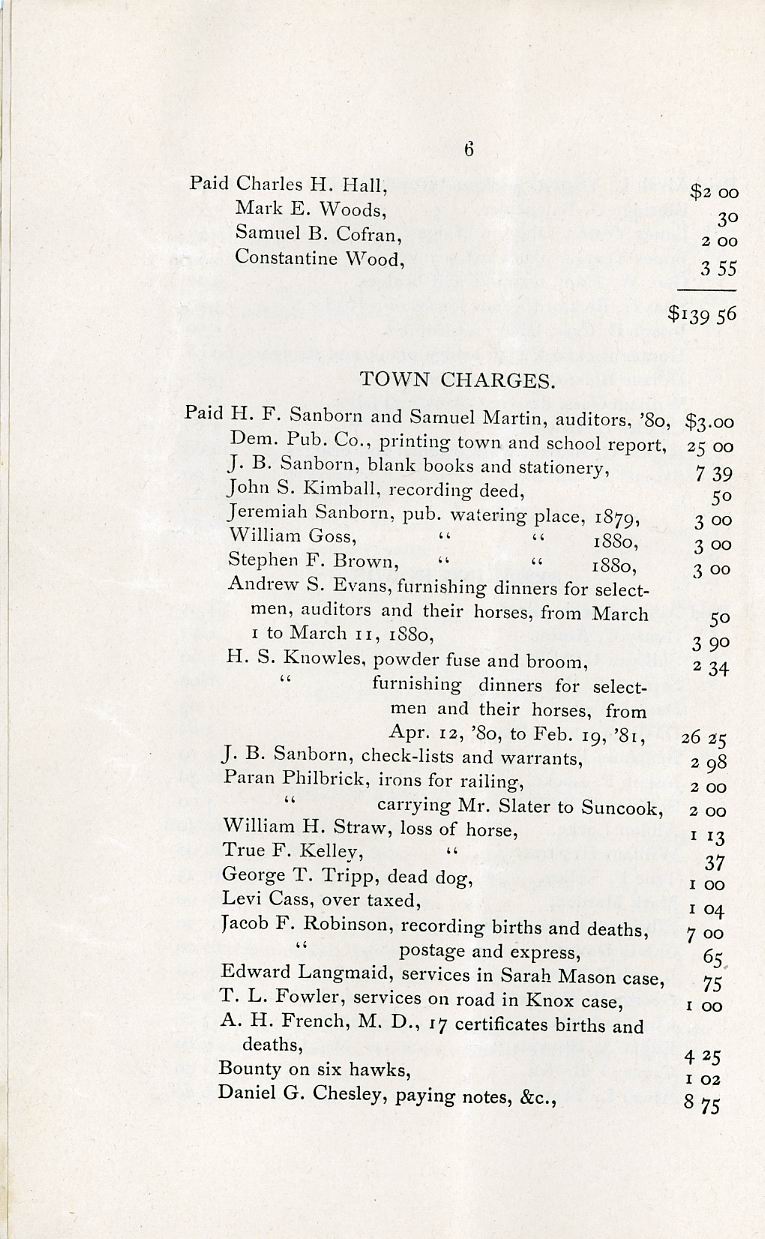 6
Paid Charles H. Hall, $2 00
Mark E. Woods, 30
Samuel B. Cofran, 2 00
Constantine Wood, 3 55
$139 56
TOWN CHARGES.
Paid H. F. Sanborn and Samuel Martin, auditors, '80, $3.00
Dem. Pub. Co., printing town and school report, 25 00
J. B. Sanborn, blank books and stationery, 7 39
John S. Kimball, recording deed, 50
Jeremiah Sanborn, pub. watering place, 1879, 3 00
William Goss, “ “ 1880, 3 00
Stephen F. Brown, “ “ 1880, 3 00
Andrew S. Evans, furnishing dinners for select-
men, auditors and their horses, from March 50
1 to March 11, 1880, 3 90
H. S. Knowles, powder fuse and broom, 2 34
“ furnishing dinners for select-
men and their horses, from
Apr. 12, '80, to Feb. 19, '81, 26 25
J. B. Sanborn, check-lists and warrants, 2 98
Paran Philbrick, irons for railing, 2 00
“ carrying Mr. Slater to Suncook, 2 00
William H. Straw, loss of horse, 1 13
True F. Kelley, “ 37
George T. Tripp, dead dog, 1 00
Levi Cass, over taxed, 1 04
Jacob F. Robinson, recording births and deaths, 7 00
“ postage and express, 65
Edward Langmaid, services in Sarah Mason case, 75
T. L. Fowler, services on road in Knox case, 1 00
A. H. French, M. D., 17 certificates births and
deaths, 4 25
Bounty on six hawks, 1 02
Daniel G. Chesley, paying notes, &c., 8 75